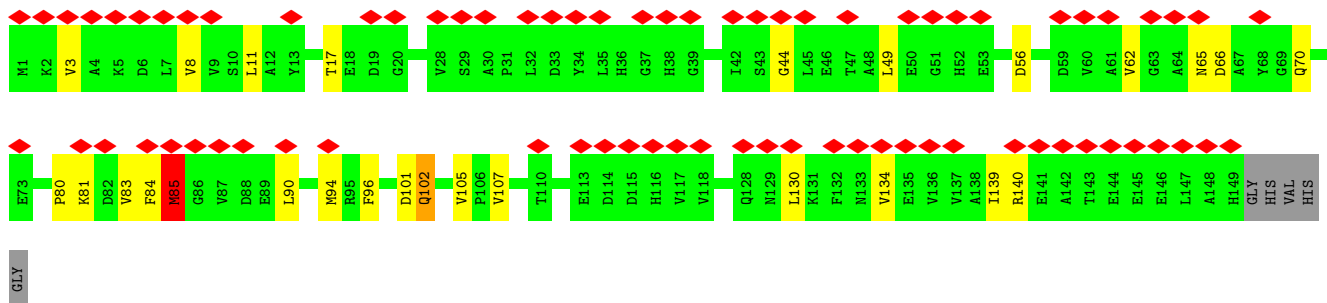 M1 K2 V3 A4 K5 D6 L7 V8 V9 S10 L11 A12 Y13 T17 E18 D19 G20 V28 S29 A30 P31 L32 D33 Y34 L35 H36 G37 H38 G39 I42 S43 G44 L45 E46 T47 A48 L49 E50 G51 H52 E53 D56 D59 V60 A61 V62 G63 A64 N65 D66 A67 Y68 G69 Q70
E73 P80 K81 D82 V83 F84 M85 G86 V87 D88 E89 L90 M94 R95 F96 D101 Q102 V105 P106 V107 T110 E113 D114 D115 H116 V117 V118 Q128 N129 L130 K131 F132 N133 V134 E135 V136 V137 A138 I139 R140 E141 A142 T143 E144 E145 E146 L147 A148 H149 GLY HIS VAL HIS
GLY